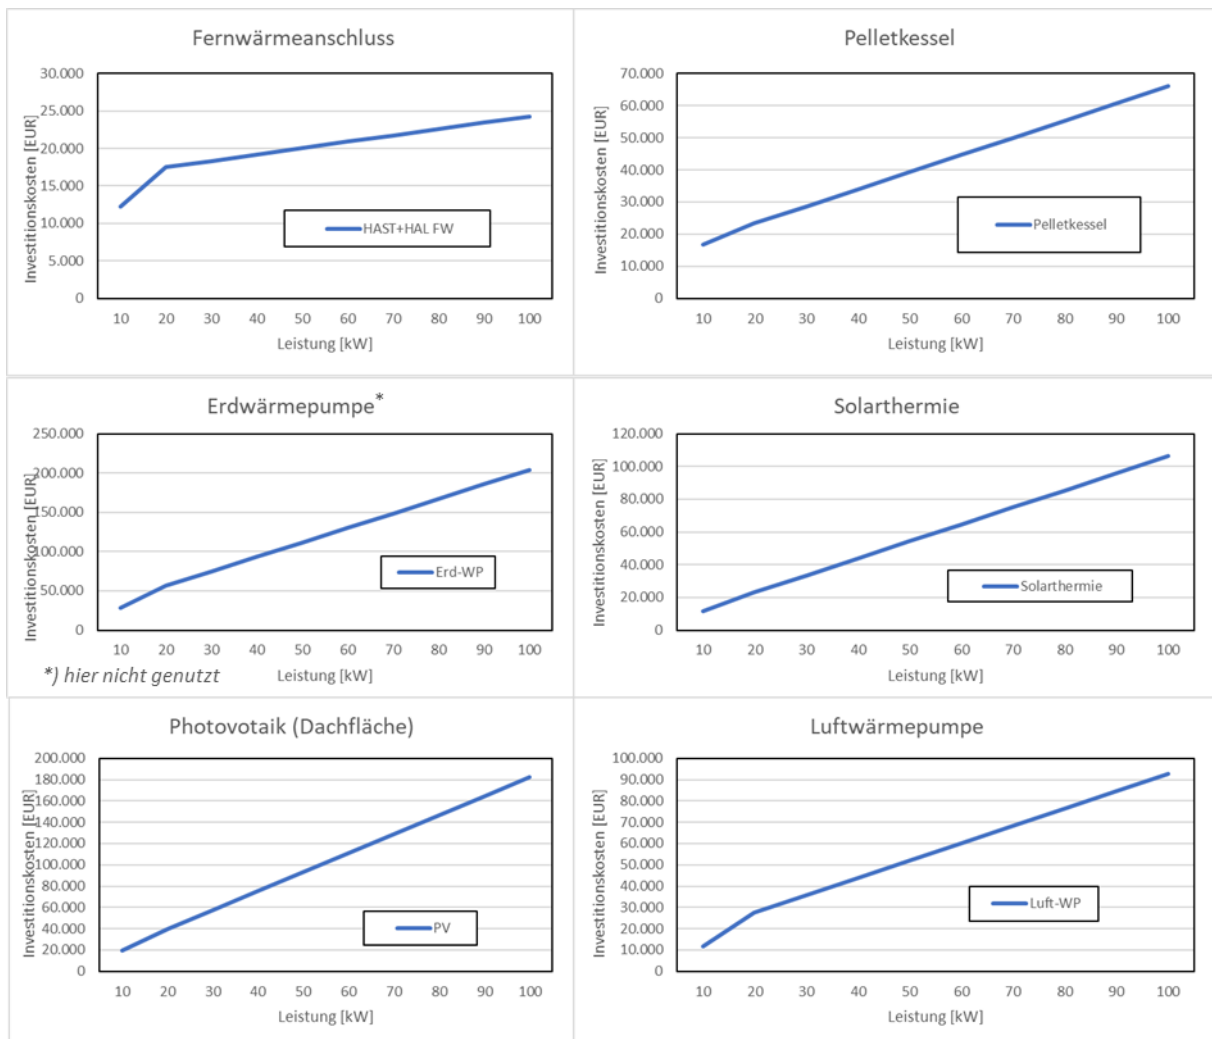 Fernwärmeanschluss
Investitionskosten [EUR]
30.000
25.000
20.000
15.000
10.000
5.000
0
HAST+HAL FW
10 20 30 40 50 60 70 80 90 100
Leistung [kW]
Pelletkessel
Investitionskosten [EUR]
70.000
60.000
50.000
40.000
30.000
20.000
10.000
0
Pelletkessel
10 20 30 40 50 60 70 80 90 100
Leistung [kW]
Erdwärmepumpe*
Investitionskosten [EUR]
250.000
200.000
150.000
100.000
50.000
0
Erd-WP
10 20 30 40 50 60 70 80 90 100
Leistung [kW]
*) hier nicht genutzt
Solarthermie
Investitionskosten [EUR]
120.000
100.000
80.000
60.000
40.000
20.000
0
Solarthermie
10 20 30 40 50 60 70 80 90 100
Leistung [kW]
Photovotaik (Dachfläche)
Investitionskosten [EUR]
200.000
180.000
160.000
140.000
120.000
100.000
80.000
60.000
40.000
20.000
0
PV
10 20 30 40 50 60 70 80 90 100
Leistung [kW]
Luftwärmepumpe
Investitionskosten [EUR]
100.000
90.000
80.000
70.000
60.000
50.000
40.000
30.000
20.000
10.000
0
Luft-WP
10 20 30 40 50 60 70 80 90 100
Leistung [kW]